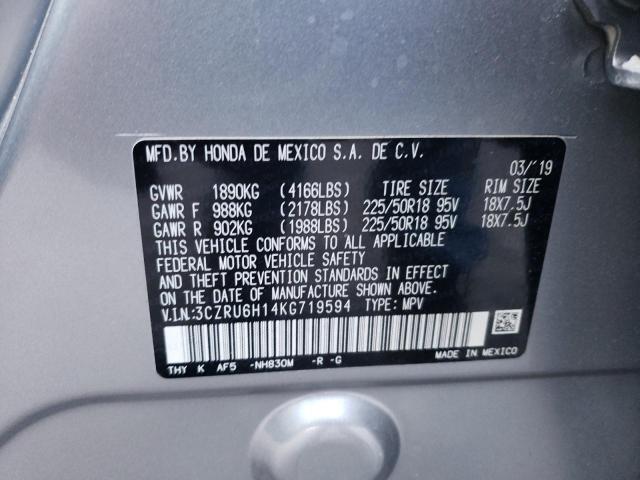 MFD.BY HONDA DE MEXICO S.A. DE C.V.
03/'19
GVWR 1890KG (4166LBS) TIRE SIZE RIM SIZE
GAWR F 988KG (2178LBS) 225/50R18 95V 18X7.5J
GAWR R 902KG (1988LBS) 225/50R18 95V 18X7.5J
THIS VEHICLE CONFORMS TO ALL APPLICABLE
FEDERAL MOTOR VEHICLE SAFETY
AND THEFT PREVENTION STANDARDS IN EFFECT
ON THE DATE OF MANUFACTURE SHOWN ABOVE.
V.I.N.:3CZRU6H14KG719594 TYPE: MPV
THY K AF5 -NH830M -R -G
MADE IN MEXICO